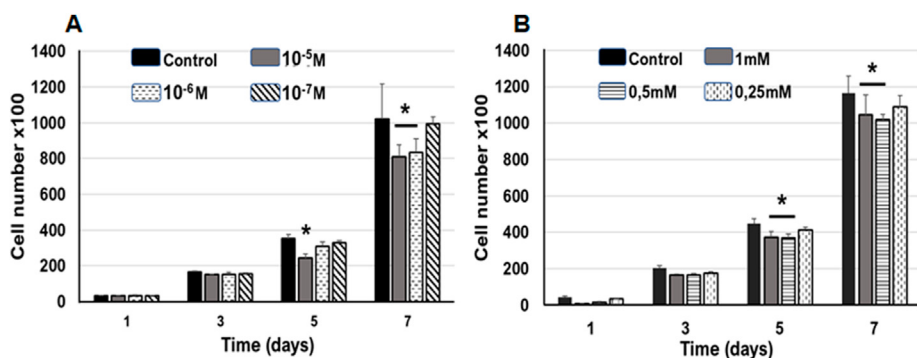 A
Control
10⁻⁵M
10⁻⁶M
10⁻⁷M
Cell number x100
1400
1200
1000
800
600
400
200
0
*
*
1 3 5 7
Time (days)
B
Control
1mM
0,5mM
0,25mM
Cell number x100
1400
1200
1000
800
600
400
200
0
*
*
1 3 5 7
Time (days)